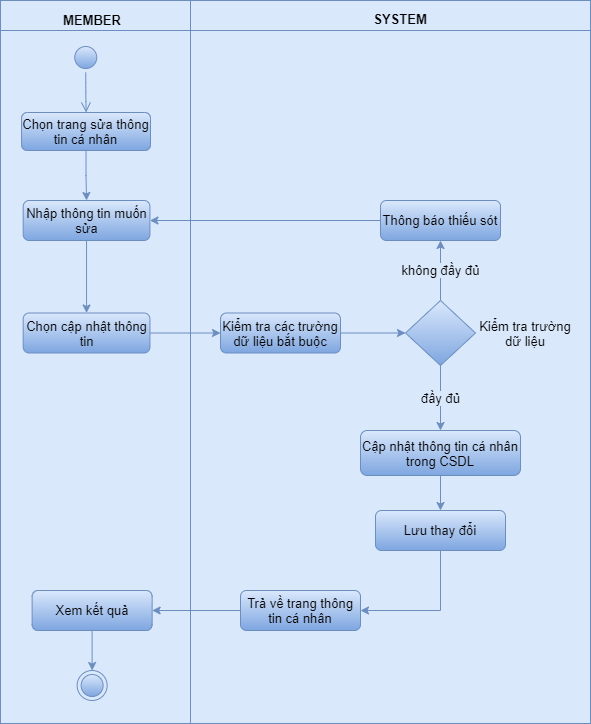 MEMBER
SYSTEM
Chọn trang sửa thông
tin cá nhân
Nhập thông tin muốn
sửa
Thông báo thiếu sót
không đầy đủ
Chọn cập nhật thông
tin
Kiểm tra các trường
dữ liệu bắt buộc
Kiểm tra trường
dữ liệu
đầy đủ
Cập nhật thông tin cá nhân
trong CSDL
Lưu thay đổi
Xem kết quả
Trả về trang thông
tin cá nhân